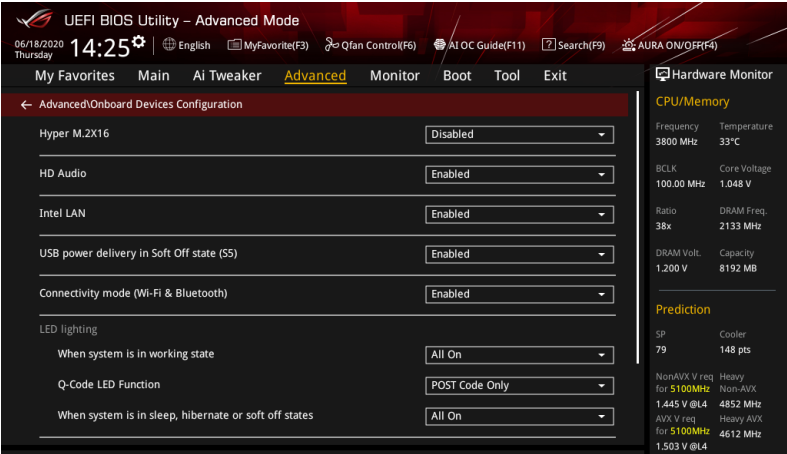 UEFI BIOS Utility – Advanced Mode
06/18/2020 Thursday 14:25 English MyFavorite(F3) Qfan Control(F6) AI OC Guide(F11) Search(F9) AURA ON/OFF(F4)
My Favorites Main Ai Tweaker Advanced Monitor Boot Tool Exit
Advanced\Onboard Devices Configuration
Hyper M.2X16 Disabled
HD Audio Enabled
Intel LAN Enabled
USB power delivery in Soft Off state (S5) Enabled
Connectivity mode (Wi-Fi & Bluetooth) Enabled
LED lighting
When system is in working state All On
Q-Code LED Function POST Code Only
When system is in sleep, hibernate or soft off states All On
Hardware Monitor
CPU/Memory
Frequency Temperature
3800 MHz 33°C
BCLK Core Voltage
100.00 MHz 1.048 V
Ratio DRAM Freq.
38x 2133 MHz
DRAM Volt. Capacity
1.200 V 8192 MB
Prediction
SP Cooler
79 148 pts
NonAVX V req Heavy
for 5100MHz Non-AVX
1.445 V @L4 4852 MHz
AVX V req Heavy AVX
for 5100MHz 4612 MHz
1.503 V @L4